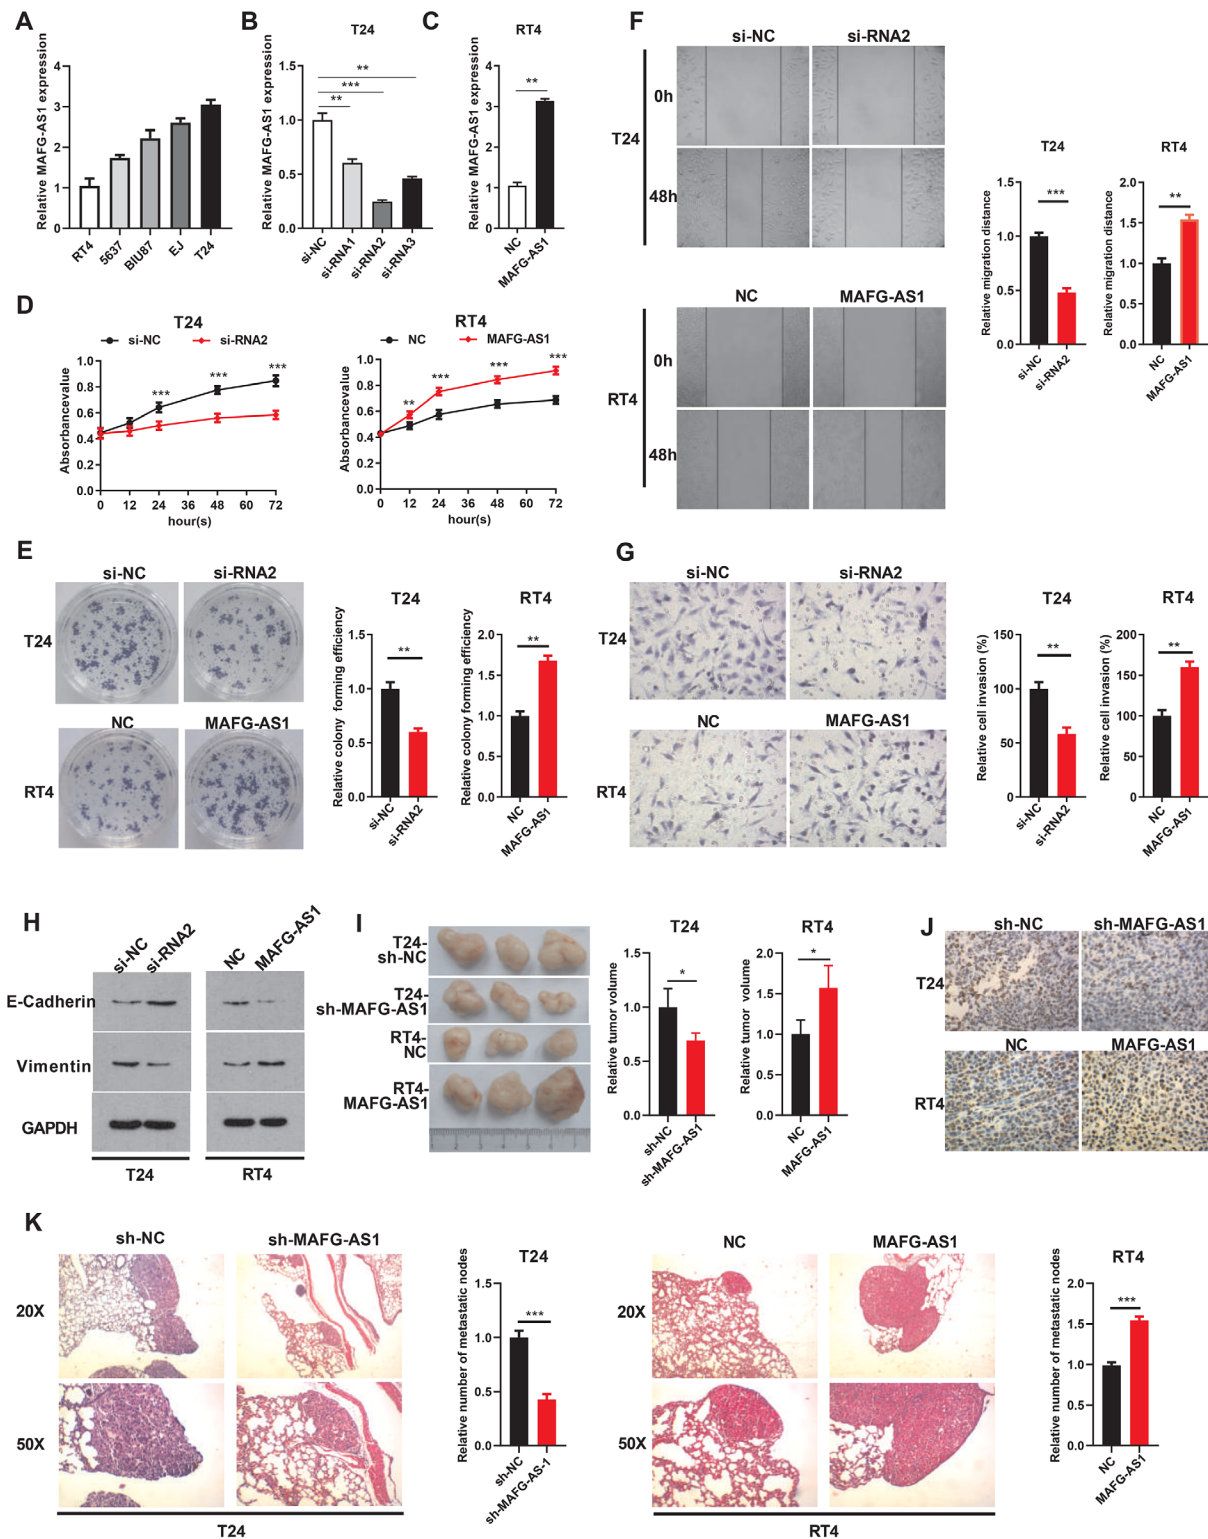 A
Relative MAFG-AS1 expression
4
3
2
1
0
RT4
5637
BIU87
EJ
T24
B
T24
Relative MAFG-AS1 expression
1.5
1.0
0.5
0.0
**
***
**
si-NC
si-RNA1
si-RNA2
si-RNA3
C
RT4
Relative MAFG-AS1 expression
4
3
2
1
0
**
NC
MAFG-AS1
D
T24
si-NC
si-RNA2
Absorbancevalue
1.0
0.8
0.6
0.4
0.2
0.0
***
***
***
0 12 24 36 48 60 72
hour(s)
RT4
NC
MAFG-AS1
Absorbancevalue
1.0
0.8
0.6
0.4
0.2
0.0
**
***
***
***
0 12 24 36 48 60 72
hour(s)
E
si-NC
si-RNA2
T24
NC
MAFG-AS1
RT4
T24
Relative colony forming efficiency
1.5
1.0
0.5
0.0
**
si-NC
si-RNA2
RT4
Relative colony forming efficiency
2.0
1.5
1.0
0.5
0.0
**
NC
MAFG-AS1
F
si-NC
si-RNA2
0h
T24
48h
NC
MAFG-AS1
0h
RT4
48h
T24
Relative migration distance
1.5
1.0
0.5
0.0
***
si-NC
si-RNA2
RT4
Relative migration distance
2.0
1.5
1.0
0.5
0.0
**
NC
MAFG-AS1
G
si-NC
si-RNA2
T24
NC
MAFG-AS1
RT4
T24
Relative cell invasion (%)
150
100
50
0
**
si-NC
si-RNA2
RT4
Relative cell invasion (%)
200
150
100
50
0
**
NC
MAFG-AS1
H
si-NC
si-RNA2
NC
MAFG-AS1
E-Cadherin
Vimentin
GAPDH
T24
RT4
I
T24-
sh-NC
T24-
sh-MAFG-AS1
RT4-
NC
RT4-
MAFG-AS1
T24
Relative tumor volume
1.5
1.0
0.5
0.0
*
sh-NC
sh-MAFG-AS1
RT4
Relative tumor volume
2.0
1.5
1.0
0.5
0.0
*
NC
MAFG-AS1
J
sh-NC
sh-MAFG-AS1
T24
NC
MAFG-AS1
RT4
K
sh-NC
sh-MAFG-AS1
20X
50X
T24
T24
Relative number of metastatic nodes
1.5
1.0
0.5
0.0
***
sh-NC
sh-MAFG-AS-1
NC
MAFG-AS1
20X
50X
RT4
RT4
Relative number of metastatic nodes
2.0
1.5
1.0
0.5
0.0
***
NC
MAFG-AS1